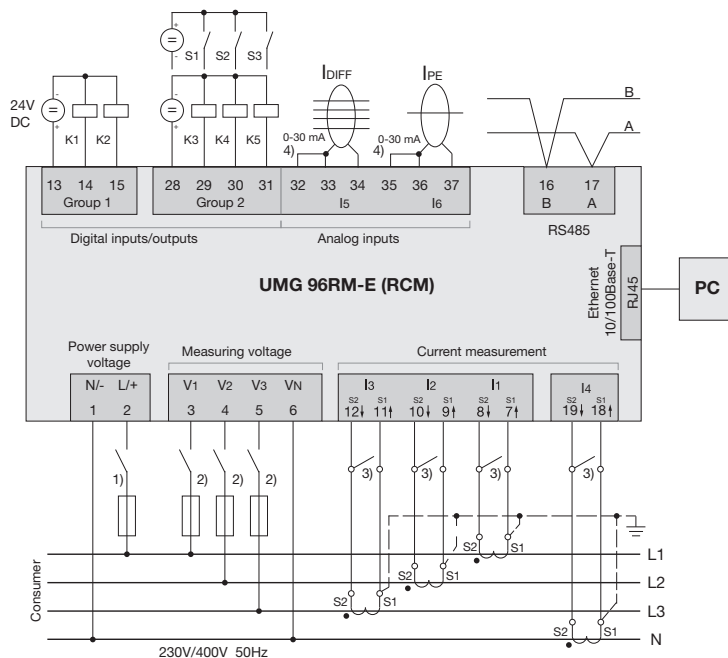 S1 S2 S3
IDIFF IPE
24V
DC
K1 K2 K3 K4 K5
0-30 mA
4)
0-30 mA
4)
B
A
13 14 15 28 29 30 31 32 33 34 35 36 37 16 17
Group 1 Group 2 I5 I6 B A
RS485
Digital inputs/outputs Analog inputs
UMG 96RM-E (RCM)
Ethernet
10/100Base-T
RJ45
PC
Power supply
voltage
Measuring voltage
Current measurement
N/- L/+ V1 V2 V3 VN I3 I2 I1 I4
S2 S1 S2 S1 S2 S1 S2 S1
1 2 3 4 5 6 12 11 10 9 8 7 19 18
1) 2) 2) 2) 3) 3) 3) 3)
Consumer
S2 S1 L1
S2 S1 L2
S2 S1 L3
S2 S1 N
230V/400V 50Hz
- + - + - +